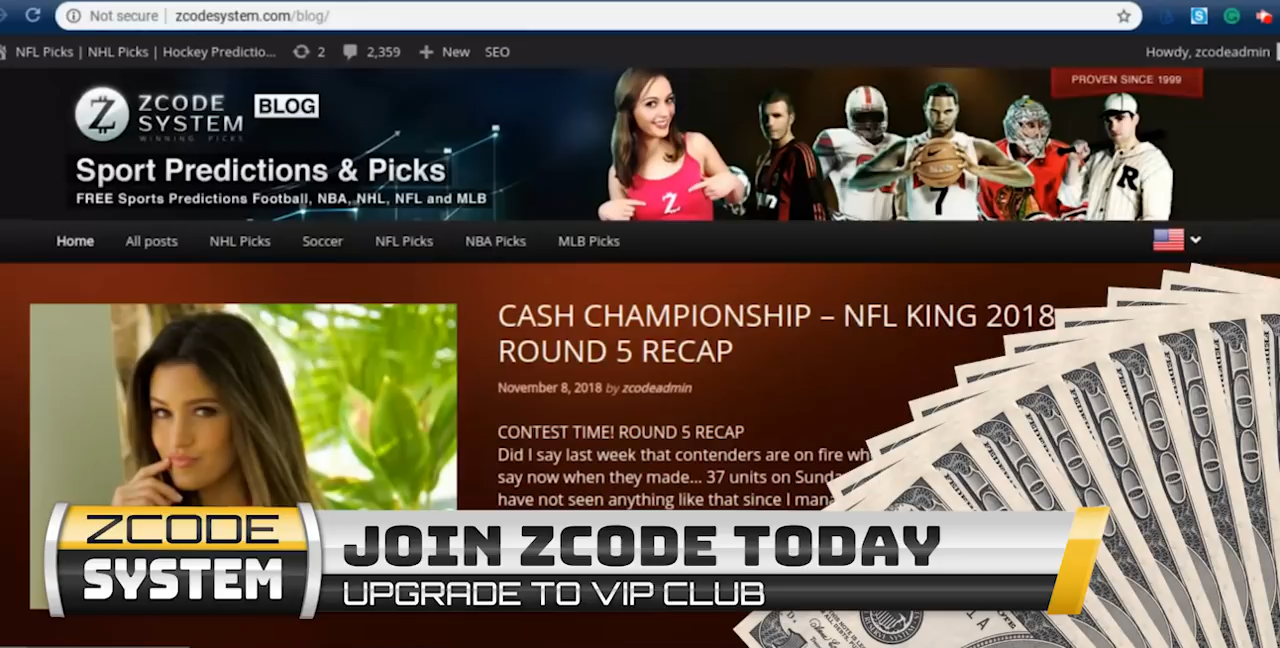 Not secure | zcodesystem.com/blog/
NFL Picks | NHL Picks | Hockey Predictio... 2 2,359 + New SEO Howdy, zcodeadmin
PROVEN SINCE 1999
Z ZCODE SYSTEM BLOG
WINNING PICKS
Sport Predictions & Picks
FREE Sports Predictions Football, NBA, NHL, NFL and MLB
Z
7
R
Home All posts NHL Picks Soccer NFL Picks NBA Picks MLB Picks
CASH CHAMPIONSHIP – NFL KING 2018
ROUND 5 RECAP
November 8, 2018 by zcodeadmin
CONTEST TIME! ROUND 5 RECAP
Did I say last week that contenders are on fire
say now when they made... 37 units on
have not seen anything like that since I
ZCODE
SYSTEM
JOIN ZCODE TODAY
UPGRADE TO VIP CLUB